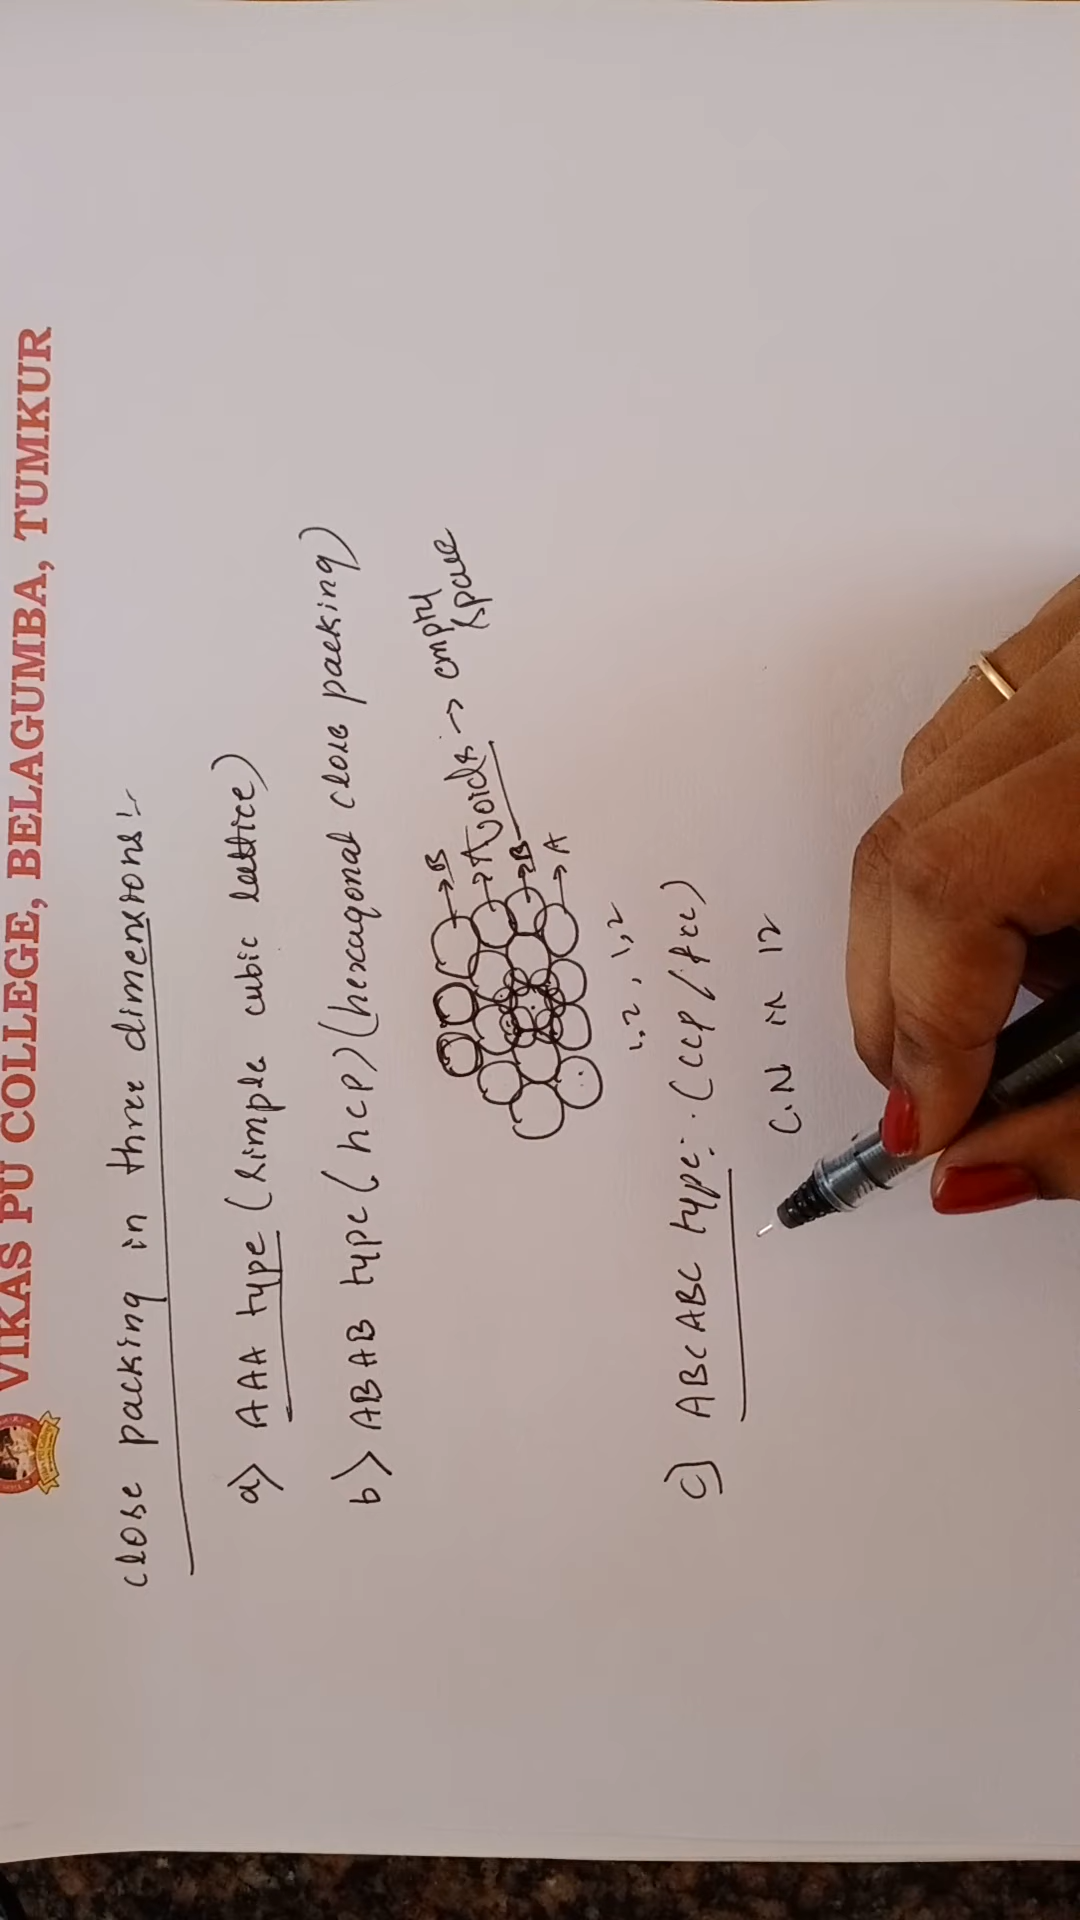 VIKAS PU COLLEGE, BELAGUMBA, TUMKUR
Close packing in three dimensions:-
a) AAA type (simple cubic lattice)
b) ABAB type (hcp) (hexagonal close packing)
→B
→A voids → empty space
→B
→A
1,2, 1,2
c) ABCABC type:- (ccp/fcc)
C.N is 12